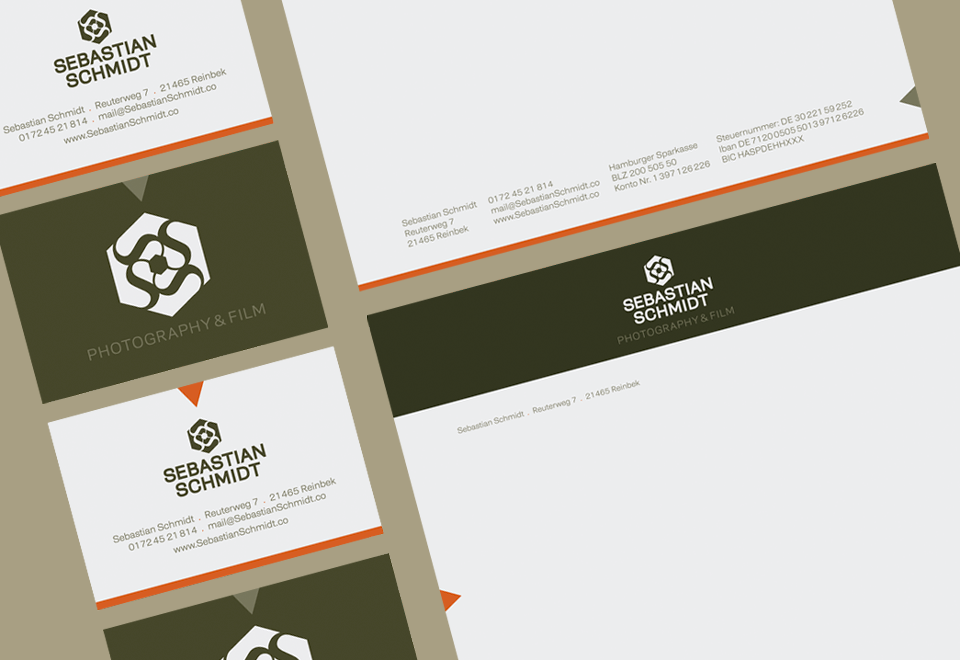 SEBASTIAN
SCHMIDT
Sebastian Schmidt . Reuterweg 7 . 21465 Reinbek
0172 45 21 814 . mail@SebastianSchmidt.co
www.SebastianSchmidt.co
PHOTOGRAPHY & FILM
SEBASTIAN
SCHMIDT
Sebastian Schmidt . Reuterweg 7 . 21465 Reinbek
0172 45 21 814 . mail@SebastianSchmidt.co
www.SebastianSchmidt.co
Sebastian Schmidt
Reuterweg 7
21465 Reinbek
0172 45 21 814
mail@SebastianSchmidt.co
www.SebastianSchmidt.co
Hamburger Sparkasse
BLZ 200 505 50
Konto Nr. 1 397 126 226
Steuernummer: DE 30 221 59 252
Iban DE 7120 0505 5013 9712 6226
BIC HASPDEHHXXX
SEBASTIAN
SCHMIDT
PHOTOGRAPHY & FILM
Sebastian Schmidt . Reuterweg 7 . 21465 Reinbek